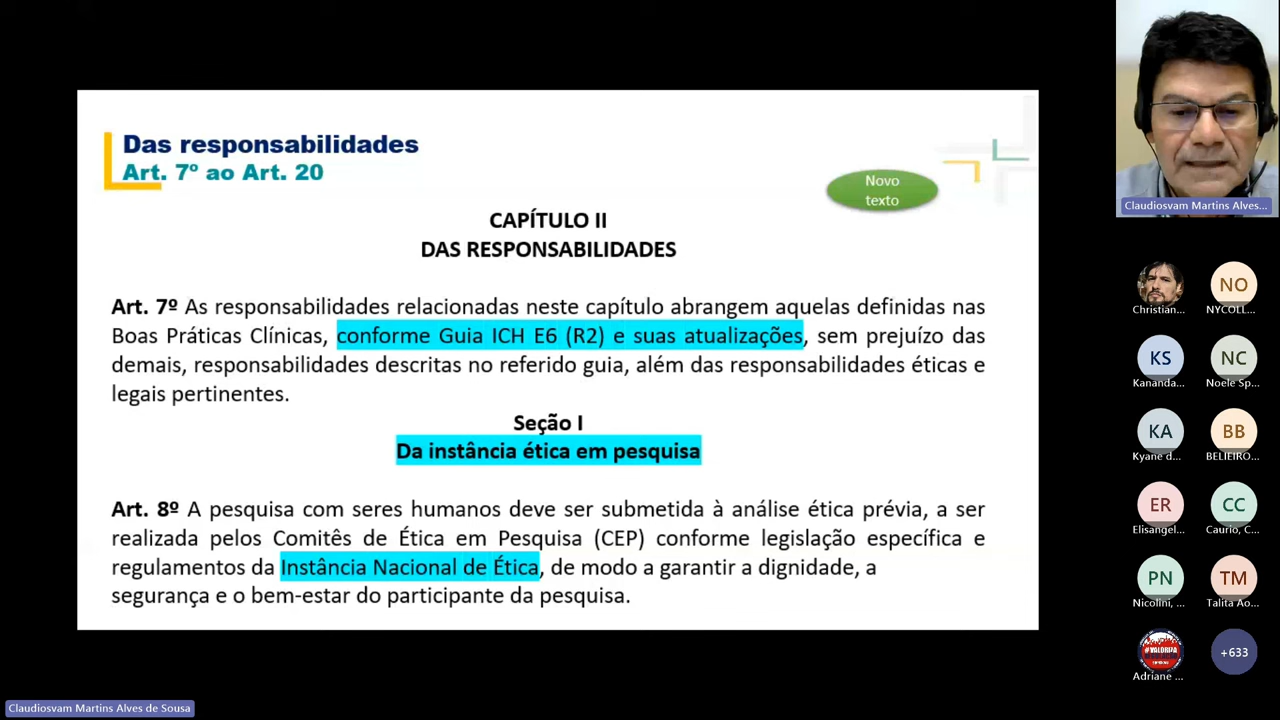 Das responsabilidades
Art. 7º ao Art. 20
Novo
texto
CAPÍTULO II
DAS RESPONSABILIDADES
Art. 7º As responsabilidades relacionadas neste capítulo abrangem aquelas definidas nas
Boas Práticas Clínicas, conforme Guia ICH E6 (R2) e suas atualizações, sem prejuízo das
demais, responsabilidades descritas no referido guia, além das responsabilidades éticas e
legais pertinentes.
Seção I
Da instância ética em pesquisa
Art. 8º A pesquisa com seres humanos deve ser submetida à análise ética prévia, a ser
realizada pelos Comitês de Ética em Pesquisa (CEP) conforme legislação específica e
regulamentos da Instância Nacional de Ética, de modo a garantir a dignidade, a
segurança e o bem-estar do participante da pesquisa.
Claudiosvam Martins Alves...
Christian...
NO
NYCOLL...
KS
Kananda...
NC
Noele Sp...
KA
Kyane d...
BB
BELIEIRO...
ER
Elisangel...
CC
Caurio, C...
PN
Nicolini, ...
TM
Talita Ao...
#VALORIZA
Adriane ...
+633
Claudiosvam Martins Alves de Sousa